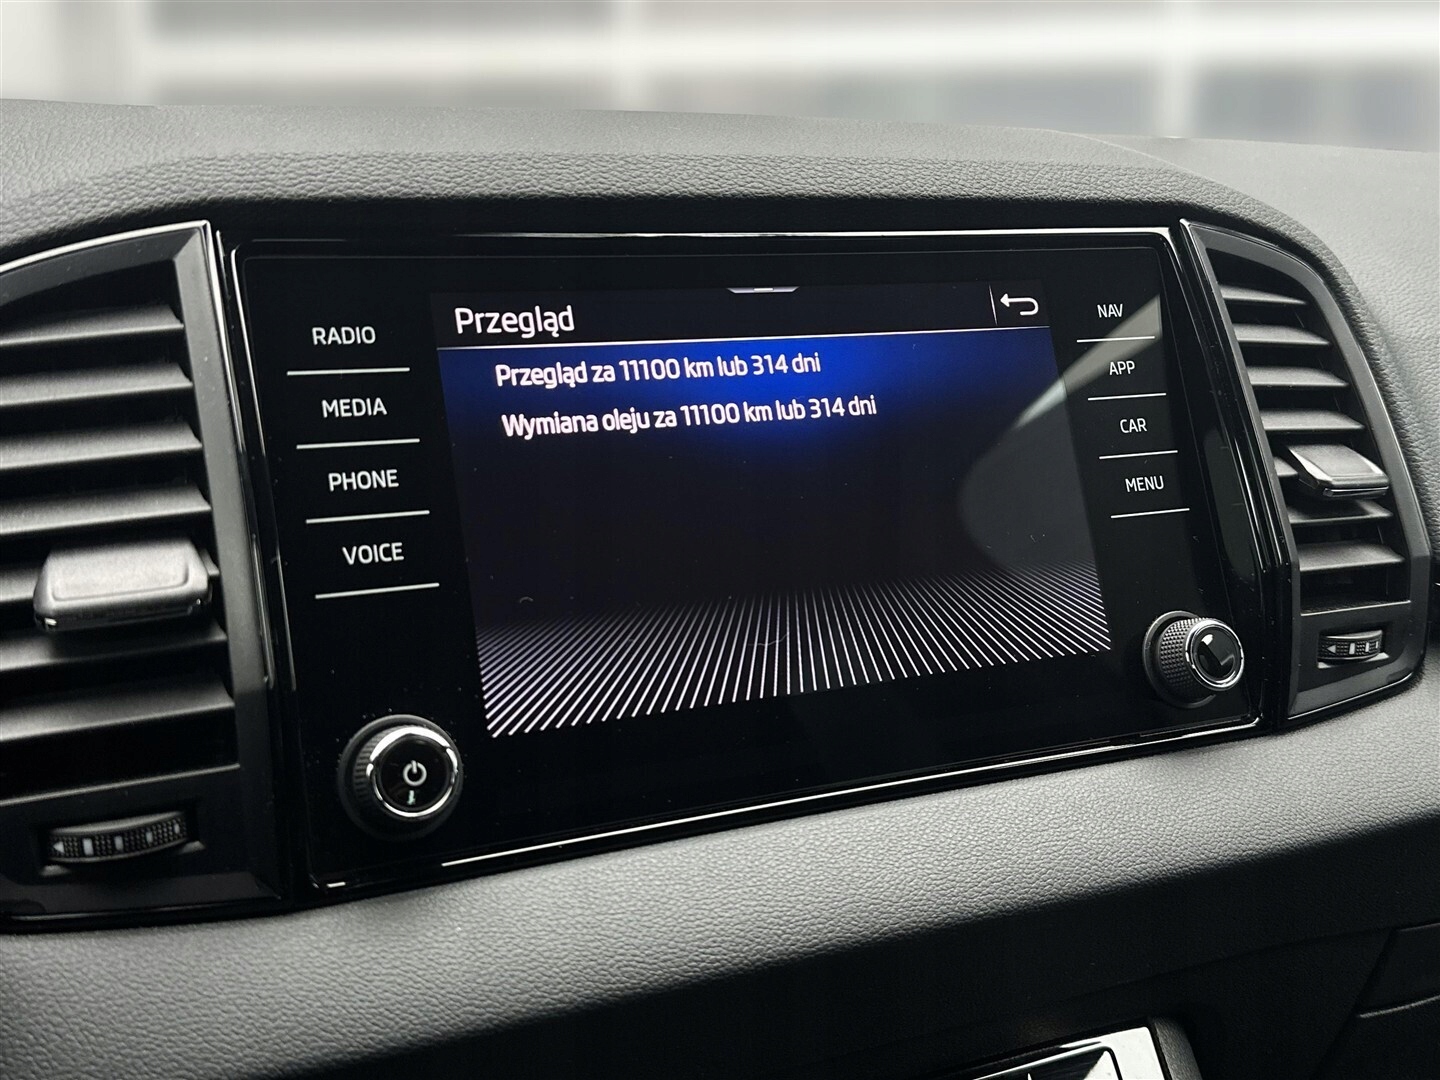 Przegląd
Przegląd za 11100 km lub 314 dni
Wymiana oleju za 11100 km lub 314 dni
RADIO
MEDIA
PHONE
VOICE
NAV
APP
CAR
MENU